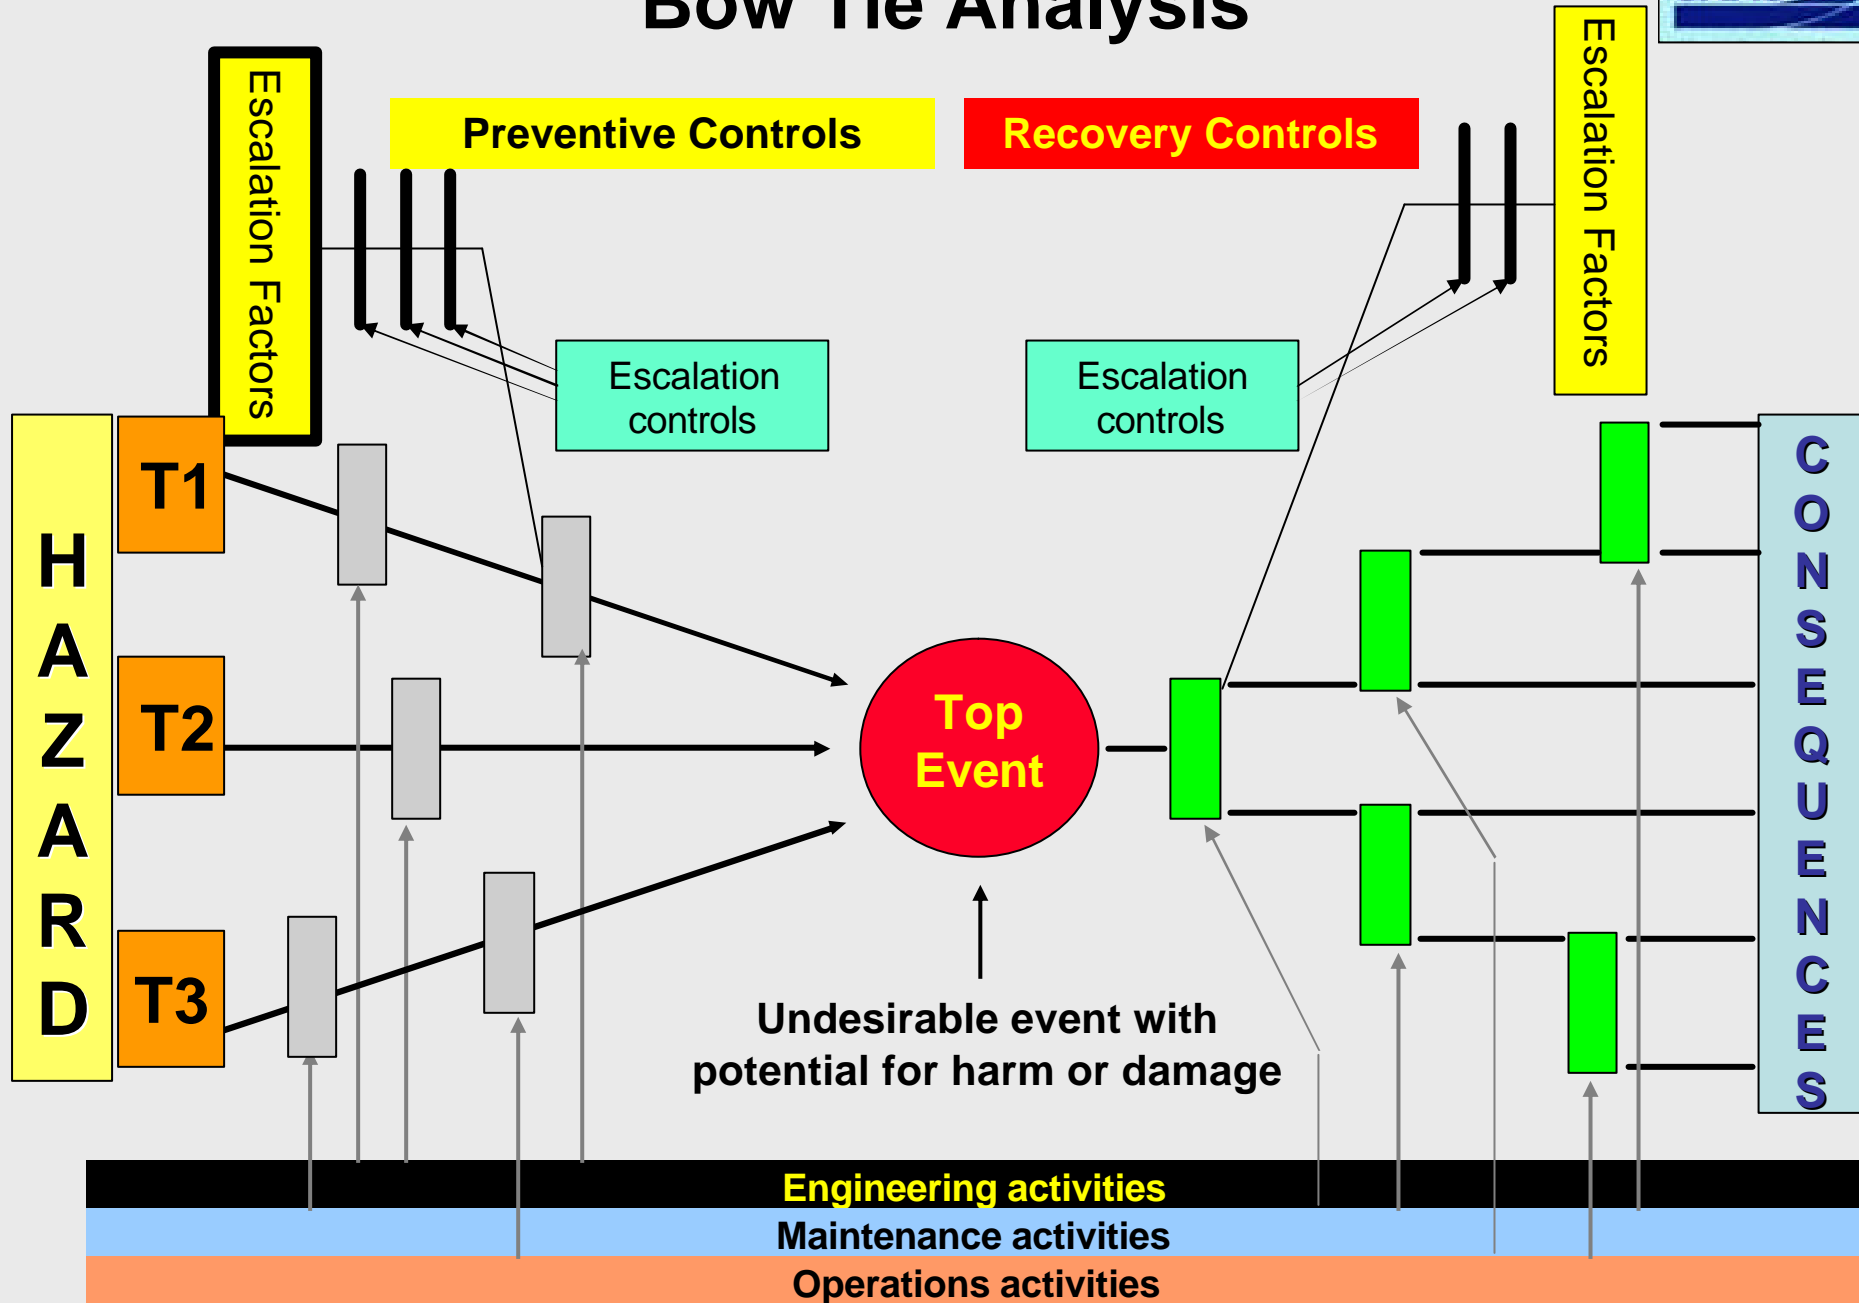 Bow Tie Analysis
Escalation Factors
Preventive Controls
Recovery Controls
Escalation Factors
Escalation
controls
Escalation
controls
HAZARD
T1
T2
T3
Top
Event
CONSEQUENCES
Undesirable event with
potential for harm or damage
Engineering activities
Maintenance activities
Operations activities